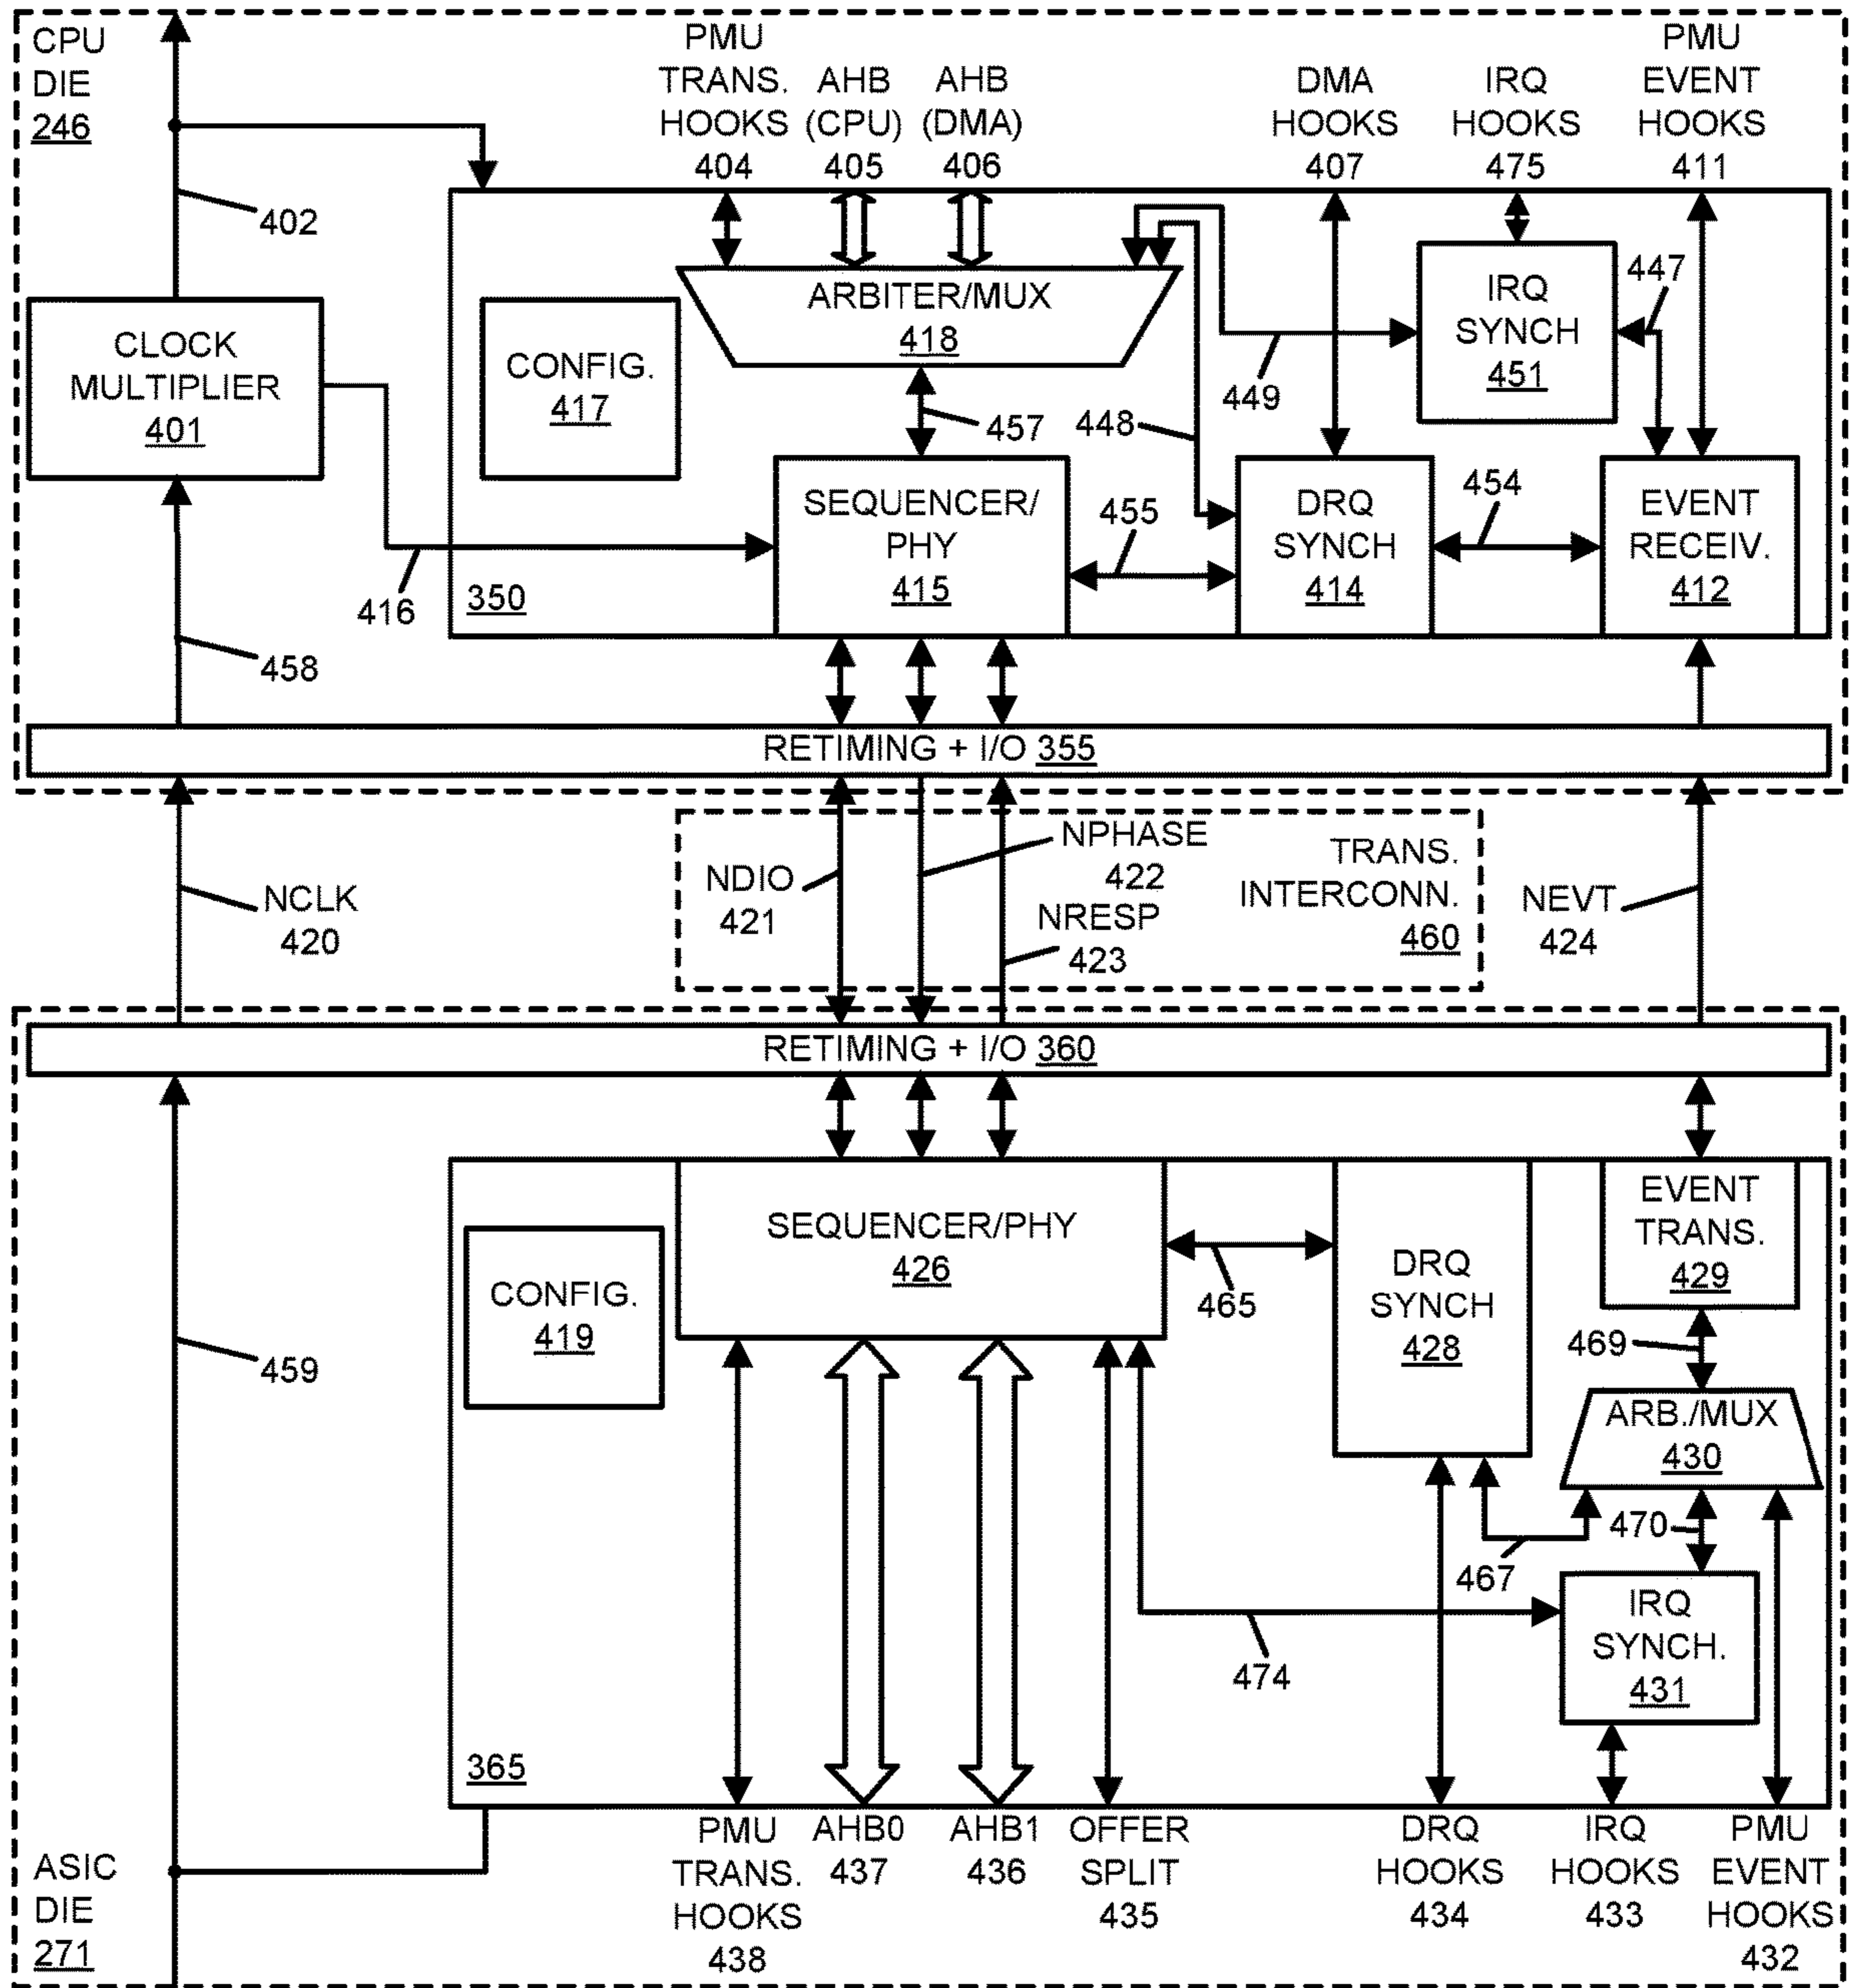 CPU
DIE
246
PMU
TRANS.
HOOKS
404
AHB
(CPU)
405
AHB
(DMA)
406
DMA
HOOKS
407
IRQ
HOOKS
475
PMU
EVENT
HOOKS
411
402
CLOCK
MULTIPLIER
401
CONFIG.
417
ARBITER/MUX
418
IRQ
SYNCH
451
447
449
448
457
SEQUENCER/
PHY
415
455
DRQ
SYNCH
414
454
EVENT
RECEIV.
412
416
350
458
RETIMING + I/O 355
NCLK
420
NDIO
421
NPHASE
422
NRESP
423
TRANS.
INTERCONN.
460
NEVT
424
RETIMING + I/O 360
459
CONFIG.
419
SEQUENCER/PHY
426
465
DRQ
SYNCH
428
EVENT
TRANS.
429
469
ARB./MUX
430
470
467
474
IRQ
SYNCH.
431
365
ASIC
DIE
271
PMU
TRANS.
HOOKS
438
AHB0
437
AHB1
436
OFFER
SPLIT
435
DRQ
HOOKS
434
IRQ
HOOKS
433
PMU
EVENT
HOOKS
432